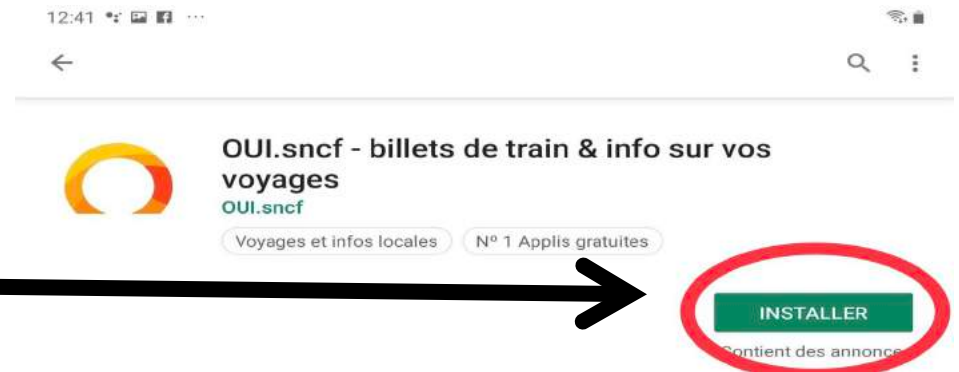 12:41
OUI.sncf - billets de train & info sur vos
voyages
OUI.sncf
Voyages et infos locales Nº 1 Applis gratuites
INSTALLER
Contient des annonces